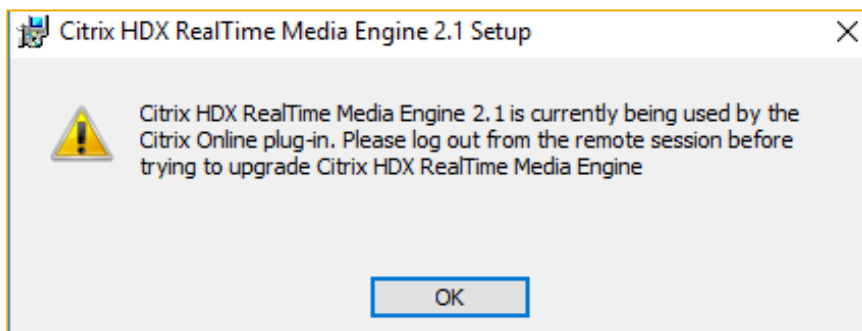 Citrix HDX RealTime Media Engine 2.1 Setup
Citrix HDX RealTime Media Engine 2.1 is currently being used by the
Citrix Online plug-in. Please log out from the remote session before
trying to upgrade Citrix HDX RealTime Media Engine
OK